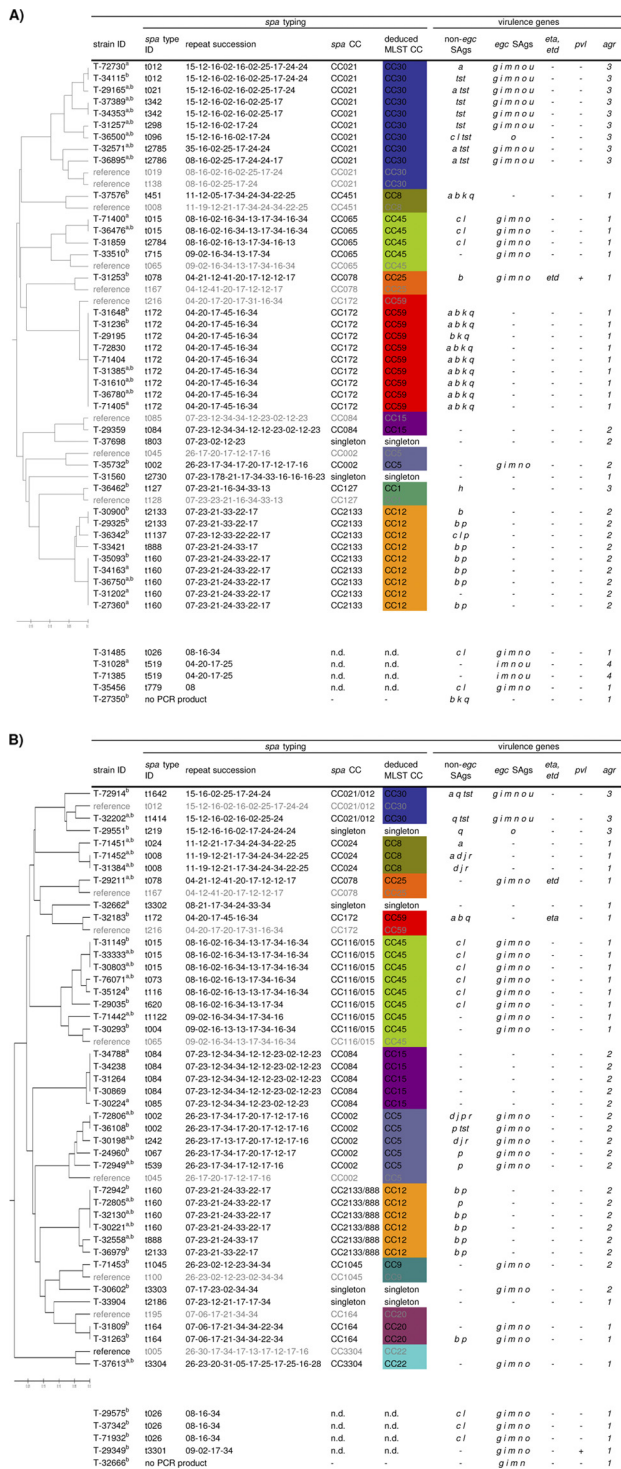 A)
spa typing virulence genes
strain ID spa type ID repeat succession spa CC deduced MLST CC non-egc SAgs egc SAgs eta, etd pvl agr
T-72730a t012 15-12-16-02-16-02-25-17-24-24 CC021 CC30 a g i m n o u - - 3
T-34115b t012 15-12-16-02-16-02-25-17-24-24 CC021 CC30 tst g i m n o u - - 3
T-29165a,b t021 15-12-16-02-16-02-25-17-24 CC021 CC30 a tst g i m n o u - - 3
T-37389a,b t342 15-12-16-02-16-02-25-17 CC021 CC30 tst g i m n o u - - 3
T-34353a,b t342 15-12-16-02-16-02-25-17 CC021 CC30 tst g i m n o u - - 3
T-31257a,b t298 15-12-16-02-17-24 CC021 CC30 tst g i m n o u - - 3
T-36500a,b t096 15-12-16-16-02-17-24 CC021 CC30 c l tst o - - 3
T-32571a,b t2785 35-16-02-25-17-24 CC021 CC30 a tst g i m n o u - - 3
T-36895a,b t2786 08-16-02-25-17-24-24-17 CC021 CC30 a tst g i m n o u - - 3
reference t019 08-16-02-16-02-25-17-24 CC021 CC30
reference t138 08-16-02-25-17-24 CC021 CC30
T-37576b t451 11-12-05-17-34-24-34-22-25 CC451 CC8 a b k q - - - 1
reference t008 11-19-12-21-17-34-24-34-22-25 CC451 CC8
T-71400a t015 08-16-02-16-34-13-17-34-16-34 CC065 CC45 c l g i m n o - - 1
T-36476a,b t015 08-16-02-16-34-13-17-34-16-34 CC065 CC45 c l g i m n o - - 1
T-31859 t2784 08-16-02-16-34-13-17-34-16-13 CC065 CC45 c l g i m n o - - 1
T-33510b t715 09-02-16-34-13-17-34 CC065 CC45 - g i m n o - - 1
reference t065 09-02-16-34-13-17-34-16-34 CC065 CC45
T-31253b t078 04-21-12-41-20-17-12-12-17 CC078 CC25 b g i m n o etd + 1
reference t167 04-12-41-20-17-12-12-17 CC078
reference t216 04-20-17-20-17-31-16-34 CC172 CC59
T-31648b t172 04-20-17-45-16-34 CC172 CC59 a b k q - - - 1
T-31236b t172 04-20-17-45-16-34 CC172 CC59 a b k q - - - 1
T-29195 t172 04-20-17-45-16-34 CC172 CC59 b k q - - - 1
T-72830 t172 04-20-17-45-16-34 CC172 CC59 a b k q - - - 1
T-71404 t172 04-20-17-45-16-34 CC172 CC59 a b k q - - - 1
T-31385a,b t172 04-20-17-45-16-34 CC172 CC59 a b k q - - - 1
T-31610a,b t172 04-20-17-45-16-34 CC172 CC59 a b k q - - - 1
T-36780a,b t172 04-20-17-45-16-34 CC172 CC59 a b k q - - - 1
T-71405a t172 04-20-17-45-16-34 CC172 CC59 a b k q - - - 1
reference t085 07-23-12-34-34-12-23-02-12-23 CC084 CC15
T-29359 t084 07-23-12-34-34-12-12-23-02-12-23 CC084 CC15 - - - - 2
T-37698 t803 07-23-02-12-23 singleton singleton - - - - 2
reference t045 26-17-20-17-12-17-16 CC002 CC5
T-35732b t002 26-23-17-34-17-20-17-12-17-16 CC002 CC5 - g i m n o - - 2
T-31560 t2730 07-23-178-21-17-34-33-16-16-16-23 singleton singleton - - - - 1
T-36462b t127 07-23-21-16-34-33-13 CC127 CC1 h - - - 3
reference t128 07-23-23-21-16-34-33-13 CC127
T-30900b t2133 07-23-21-33-22-17 CC2133 CC12 b - - - 2
T-29325b t2133 07-23-21-33-22-17 CC2133 CC12 b p - - - 2
T-36342b t1137 07-23-12-33-22-22-17 CC2133 CC12 c l p - - - 2
T-33421 t888 07-23-21-24-33-17 CC2133 CC12 b p - - - 2
T-35093b t160 07-23-21-24-33-22-17 CC2133 CC12 b p - - - 2
T-34163a t160 07-23-21-24-33-22-17 CC2133 CC12 b p - - - 2
T-36750a,b t160 07-23-21-24-33-22-17 CC2133 CC12 b p - - - 2
T-31202a t160 07-23-21-24-33-22-17 CC2133 CC12 - - - - 2
T-27360a t160 07-23-21-24-33-22-17 CC2133 CC12 b p - - - 2
T-31485 t026 08-16-34 n.d. n.d. c l g i m n o - - 1
T-31028a t519 04-20-17-25 n.d. n.d. - i m n o u - - 4
T-71385 t519 04-20-17-25 n.d. n.d. - i m n o u - - 4
T-35456 t779 08 n.d. n.d. c l g i m n o - - 1
T-27350b no PCR product - - b k q - - - 1
B)
spa typing virulence genes
strain ID spa type ID repeat succession spa CC deduced MLST CC non-egc SAgs egc SAgs eta, etd pvl agr
T-72914b t1642 15-16-02-25-17-24-24 CC021/012 CC30 a q tst g i m n o u - - 3
reference t012 15-12-16-02-16-02-25-17-24-24 CC021/012 CC30
T-32202a,b t1414 15-12-16-02-16-02-25-24 CC021/012 CC30 q tst g i m n o u - - 3
T-29551b t219 15-12-16-02-17-24-24-24 singleton singleton q o - - 3
T-71451a t024 11-12-21-17-34-24-34-22-25 CC024 CC8 a - - - 1
T-71452a,b t008 11-19-12-21-17-34-24-34-22-25 CC024 CC8 a d j r - - - 1
T-31384a,b t008 11-19-12-21-17-34-24-34-22-25 CC024 CC8 d j r - - - 1
T-29211a,b t078 04-21-12-41-20-17-12-12-17 CC078 CC25 - g i m n o etd - 1
reference t167 04-12-41-20-17-12-12-17 CC078
T-32662a t3302 08-21-17-34-24-33-34 singleton singleton - - - - 1
T-32183b t172 04-20-17-45-16-34 CC172 CC59 a b q - eta - 1
reference t216 04-20-17-20-17-31-16-34 CC172 CC59
T-31149b t015 08-16-02-16-34-13-17-34-16-34 CC116/015 CC45 c l g i m n o - - 1
T-33333a,b t015 08-16-02-16-34-13-17-34-16-34 CC116/015 CC45 c l g i m n o - - 1
T-30803a,b t015 08-16-02-16-34-13-17-34-16-34 CC116/015 CC45 c l g i m n o - - 1
T-76071a,b t073 08-16-02-16-13-17-34-16-34 CC116/015 CC45 c l g i m n o - - 1
T-35124b t116 08-16-02-16-34-13-17-34-34 CC116/015 CC45 c l g i m n o - - 1
T-29035b t620 08-16-02-16-34-13-17-34 CC116/015 CC45 c l g i m n o - - 1
T-71442a,b t1122 09-02-16-34-34-17-34-16 CC116/015 CC45 - g i m n o - - 1
T-30293b t004 09-02-16-13-13-17-34-16-34 CC116/015 CC45 - g i m n o - - 1
reference t065 09-02-16-34-13-17-34-16-34 CC116/015 CC45
T-34788a t084 07-23-12-34-34-12-12-23-02-12-23 CC084 CC15 - - - - 2
T-34238 t084 07-23-12-34-34-12-12-23-02-12-23 CC084 CC15 - - - - 2
T-31264 t084 07-23-12-34-34-12-12-23-02-12-23 CC084 CC15 - - - - 2
T-30869 t084 07-23-12-34-34-12-12-23-02-12-23 CC084 CC15 - - - - 2
T-30224a t085 07-23-12-34-34-12-23-02-12-23 CC084 CC15 - - - - 2
T-72806a,b t002 26-23-17-34-17-20-17-12-17-16 CC002 CC5 d j p r g i m n o - - 2
T-36108b t002 26-23-17-34-17-20-17-12-17-16 CC002 CC5 p tst g i m n o - - 2
T-30198a,b t242 26-23-17-13-17-20-17-12-17-16 CC002 CC5 d j r g i m n o - - 2
T-24960b t067 26-23-17-34-17-20-17-12-17 CC002 CC5 p g i m n o - - 2
T-72949a,b t539 26-23-17-34-17-12-17-16 CC002 CC5 p g i m n o - - 2
reference t045 26-17-20-17-12-17-16 CC002 CC5
T-72942b t160 07-23-21-24-33-22-17 CC2133/888 CC12 b p - - - 2
T-72805a,b t160 07-23-21-24-33-22-17 CC2133/888 CC12 p - - - 2
T-32130a,b t160 07-23-21-24-33-22-17 CC2133/888 CC12 b p - - - 2
T-30221a,b t160 07-23-21-24-33-22-17 CC2133/888 CC12 b p - - - 2
T-32558a,b t888 07-23-21-24-33-17 CC2133/888 CC12 b p - - - 2
T-36979b t2133 07-23-21-33-22-17 CC2133/888 CC12 b p - - - 2
T-71453b t1045 26-23-02-12-23-34-34 CC1045 CC9 - g i m n o - - 2
reference t100 26-23-02-12-23-02-34-34 CC1045
T-30602b t3303 07-17-23-02-34-34 singleton singleton - g i m n o - - 2
T-33904 t2186 07-23-12-21-17-17-34 singleton singleton - - - - 1
reference t195 07-06-17-21-34-34 CC164 CC20
T-31809b t164 07-06-17-21-34-34-22-34 CC164 CC20 - g i m n o - - 1
T-31263b t164 07-06-17-21-34-34-22-34 CC164 CC20 b p g i m n o - - 1
reference t005 26-30-17-34-17-13-17-12-17-16 CC3304 CC22
T-37613a,b t3304 26-23-20-31-05-17-25-17-25-16-28 CC3304 CC22 - g i m n o - - 1
T-29575b t026 08-16-34 n.d. n.d. c l g i m n o - - 1
T-37342b t026 08-16-34 n.d. n.d. c l g i m n o - - 1
T-71932b t026 08-16-34 n.d. n.d. c l g i m n o - - 1
T-29349b t3301 09-02-17-34 n.d. n.d. - g i m n o - + 1
T-32666b no PCR product - - - g i m n - - 1